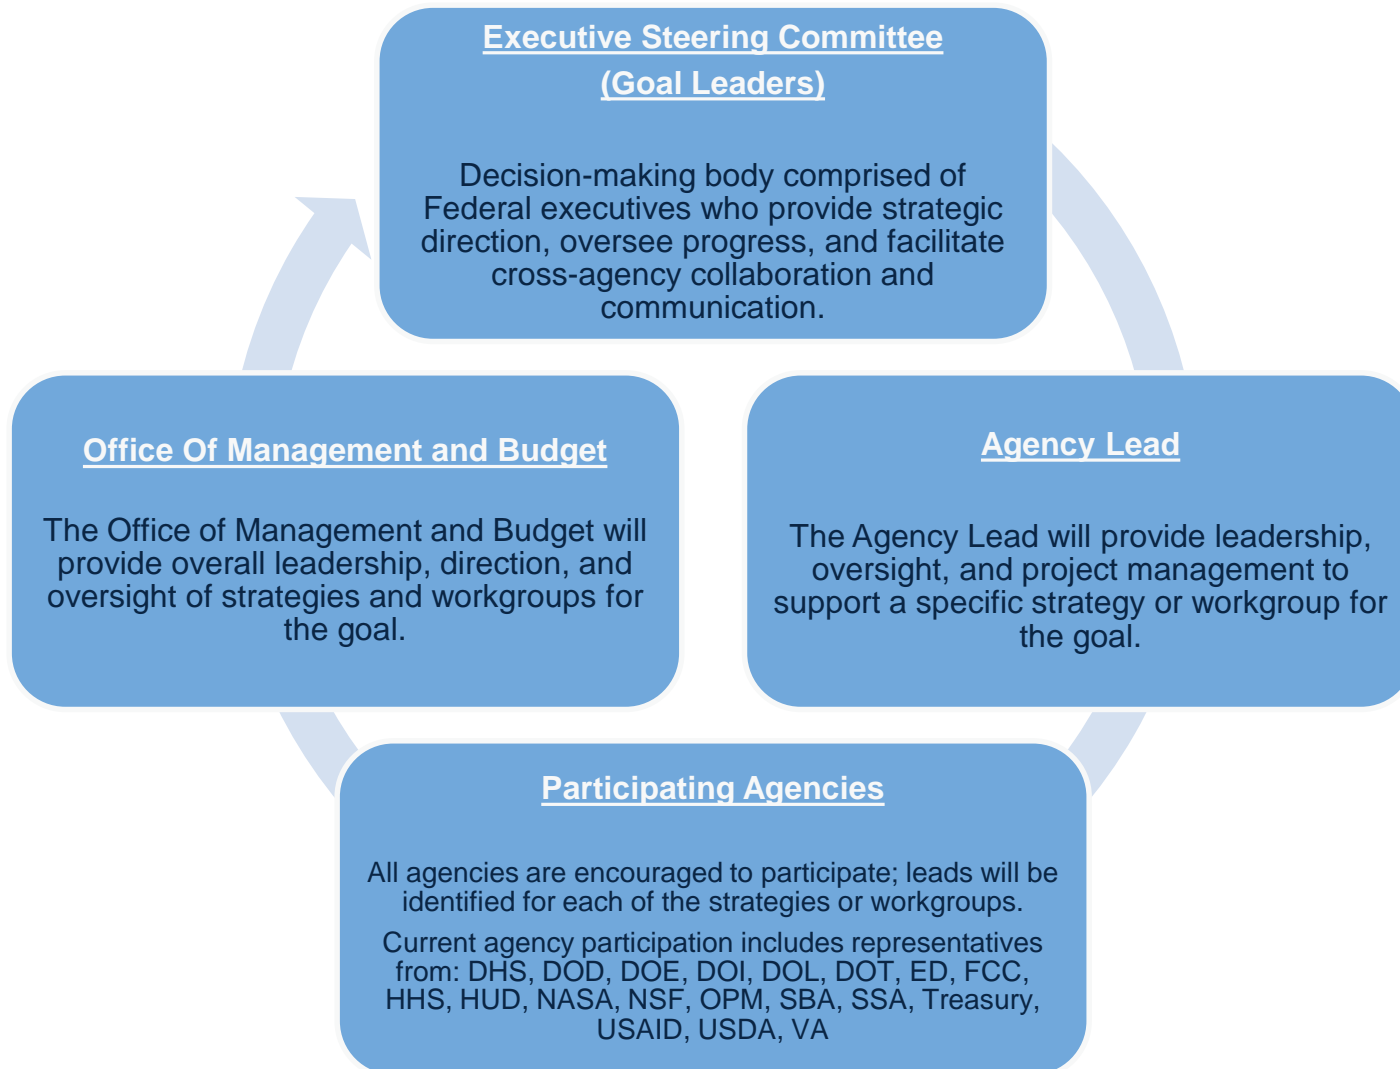 Executive Steering Committee
(Goal Leaders)
Decision-making body comprised of
Federal executives who provide strategic
direction, oversee progress, and facilitate
cross-agency collaboration and
communication.
Office Of Management and Budget
The Office of Management and Budget will
provide overall leadership, direction, and
oversight of strategies and workgroups for
the goal.
Agency Lead
The Agency Lead will provide leadership,
oversight, and project management to
support a specific strategy or workgroup for
the goal.
Participating Agencies
All agencies are encouraged to participate; leads will be
identified for each of the strategies or workgroups.
Current agency participation includes representatives
from: DHS, DOD, DOE, DOI, DOL, DOT, ED, FCC,
HHS, HUD, NASA, NSF, OPM, SBA, SSA, Treasury,
USAID, USDA, VA